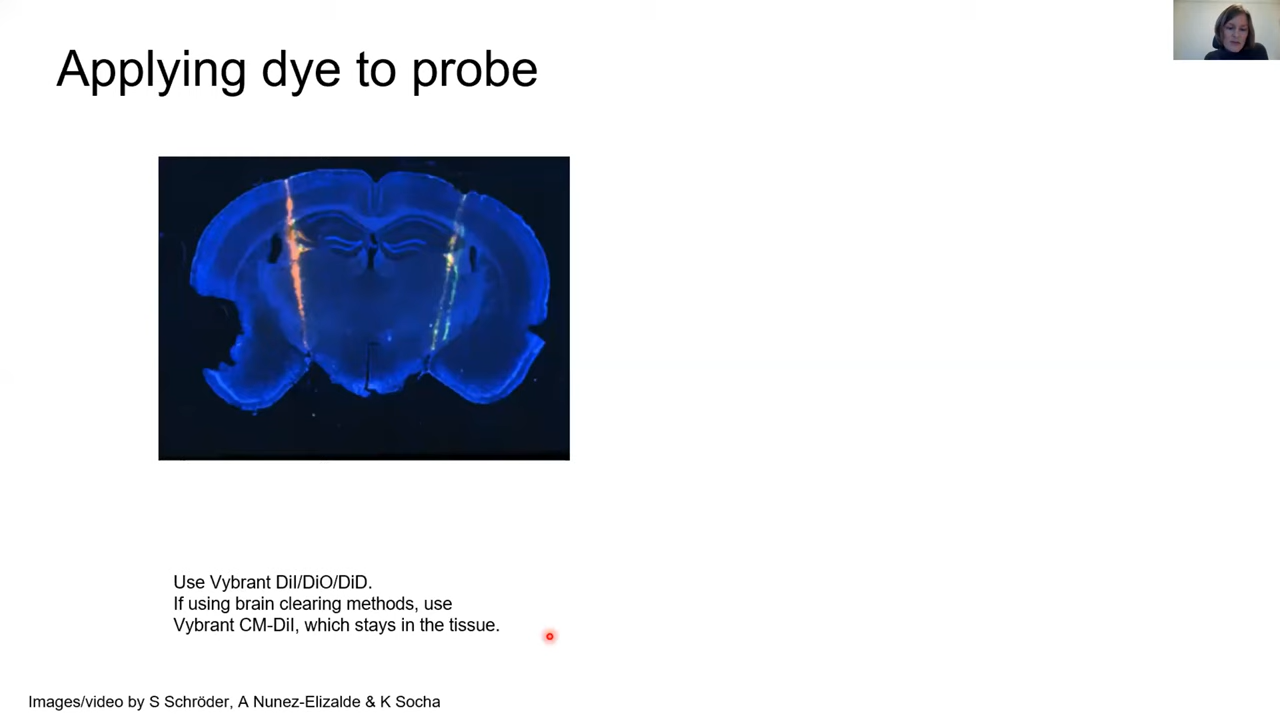 Applying dye to probe
Use Vybrant DiI/DiO/DiD.
If using brain clearing methods, use
Vybrant CM-DiI, which stays in the tissue.
Images/video by S Schröder, A Nunez-Elizalde & K Socha